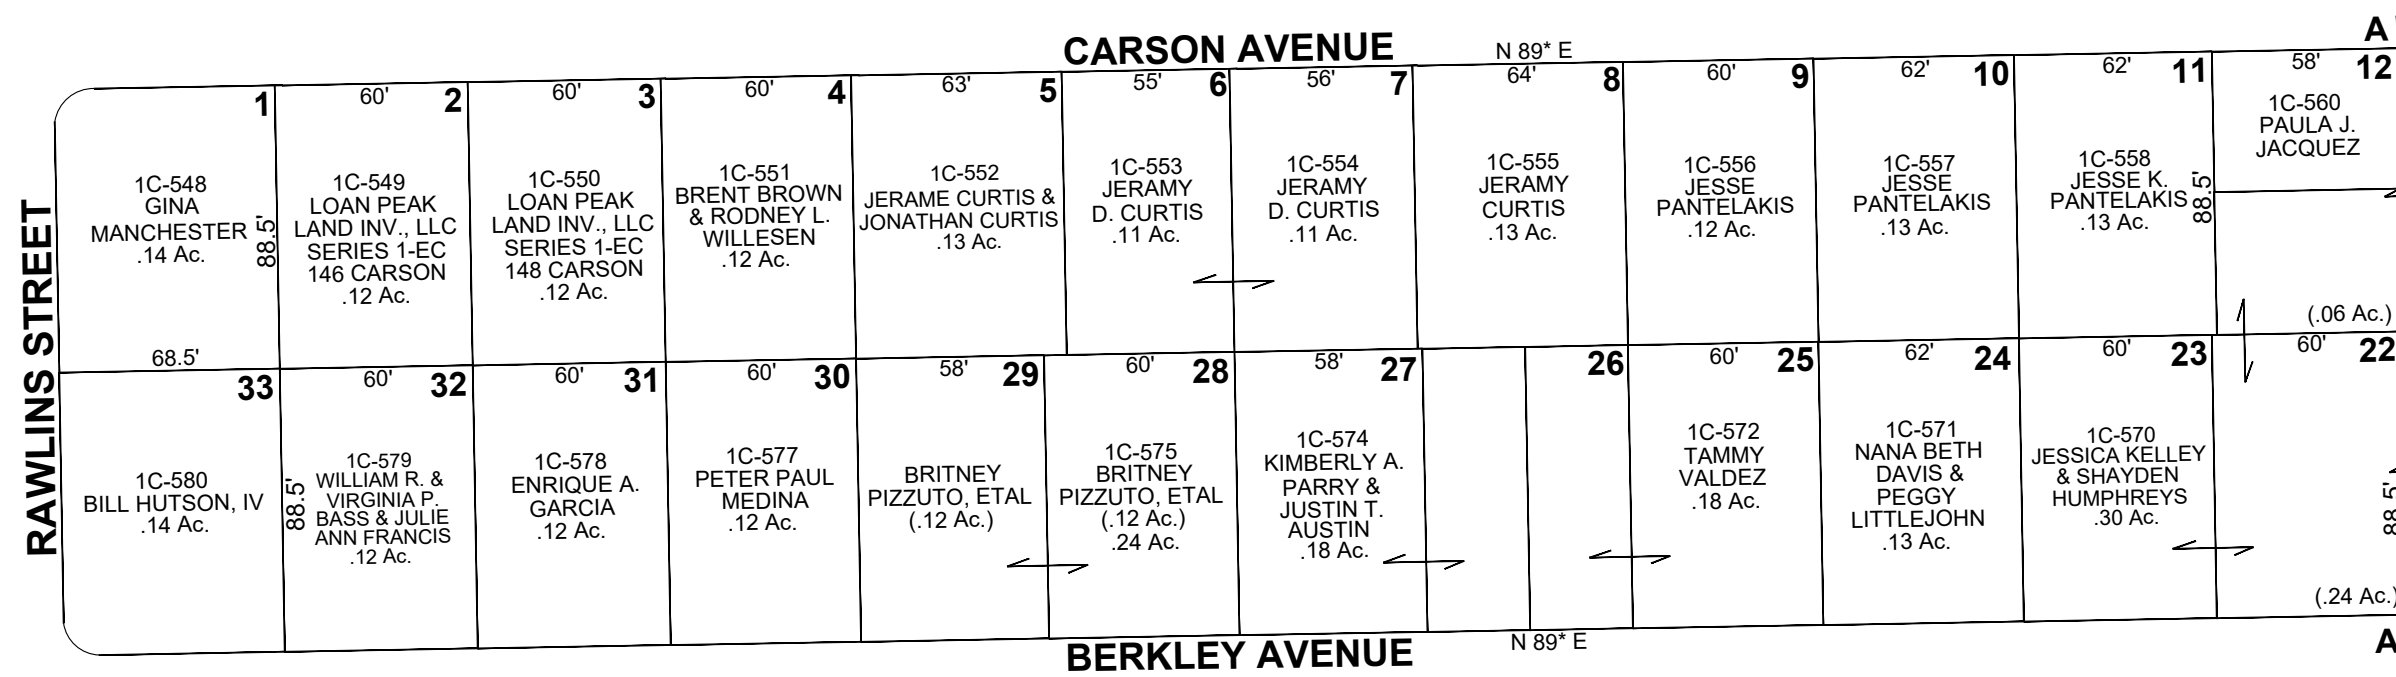 CARSON AVENUE
N 89* E
A
RAWLINS STREET
1
1C-548
GINA
MANCHESTER
.14 Ac.
88.5'
68.5'
60'
2
1C-549
LOAN PEAK
LAND INV., LLC
SERIES 1-EC
146 CARSON
.12 Ac.
60'
3
1C-550
LOAN PEAK
LAND INV., LLC
SERIES 1-EC
148 CARSON
.12 Ac.
60'
4
1C-551
BRENT BROWN
& RODNEY L.
WILLESEN
.12 Ac.
63'
5
1C-552
JERAME CURTIS &
JONATHAN CURTIS
.13 Ac.
55'
6
1C-553
JERAMY
D. CURTIS
.11 Ac.
56'
7
1C-554
JERAMY
D. CURTIS
.11 Ac.
64'
8
1C-555
JERAMY
CURTIS
.13 Ac.
60'
9
1C-556
JESSE
PANTELAKIS
.12 Ac.
62'
10
1C-557
JESSE
PANTELAKIS
.13 Ac.
62'
11
1C-558
JESSE K.
PANTELAKIS
.13 Ac.
88.5'
58'
12
1C-560
PAULA J.
JACQUEZ
(.06 Ac.)
33
1C-580
BILL HUTSON, IV
.14 Ac.
88.5'
60'
32
1C-579
WILLIAM R. &
VIRGINIA P.
BASS & JULIE
ANN FRANCIS
.12 Ac.
60'
31
1C-578
ENRIQUE A.
GARCIA
.12 Ac.
60'
30
1C-577
PETER PAUL
MEDINA
.12 Ac.
58'
29
BRITNEY
PIZZUTO, ETAL
(.12 Ac.)
60'
28
1C-575
BRITNEY
PIZZUTO, ETAL
(.12 Ac.)
.24 Ac.
58'
27
1C-574
KIMBERLY A.
PARRY &
JUSTIN T.
AUSTIN
.18 Ac.
26
60'
25
1C-572
TAMMY
VALDEZ
.18 Ac.
62'
24
1C-571
NANA BETH
DAVIS &
PEGGY
LITTLEJOHN
.13 Ac.
60'
23
1C-570
JESSICA KELLEY
& SHAYDEN
HUMPHREYS
.30 Ac.
60'
22
88.5'
(.24 Ac.)
BERKLEY AVENUE
N 89* E
A